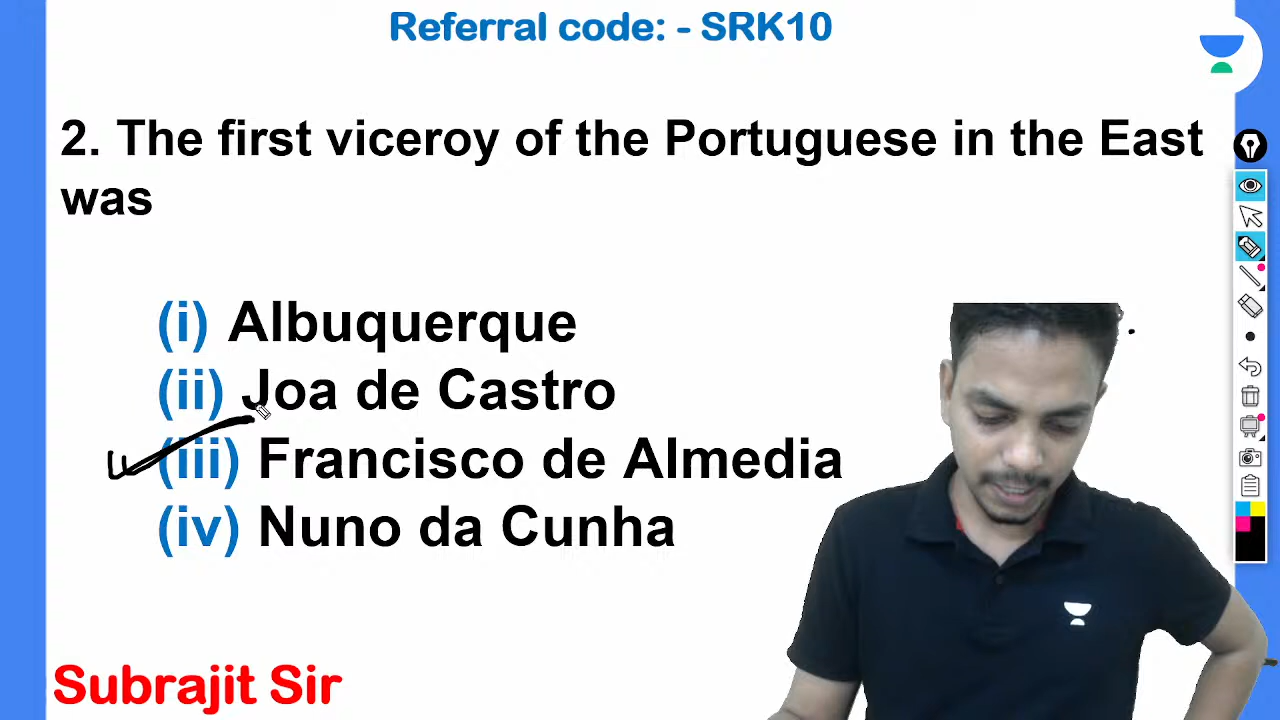 Referral code: - SRK10
2. The first viceroy of the Portuguese in the East
was
(i) Albuquerque
(ii) Joa de Castro
(iii) Francisco de Almedia
(iv) Nuno da Cunha
Subrajit Sir